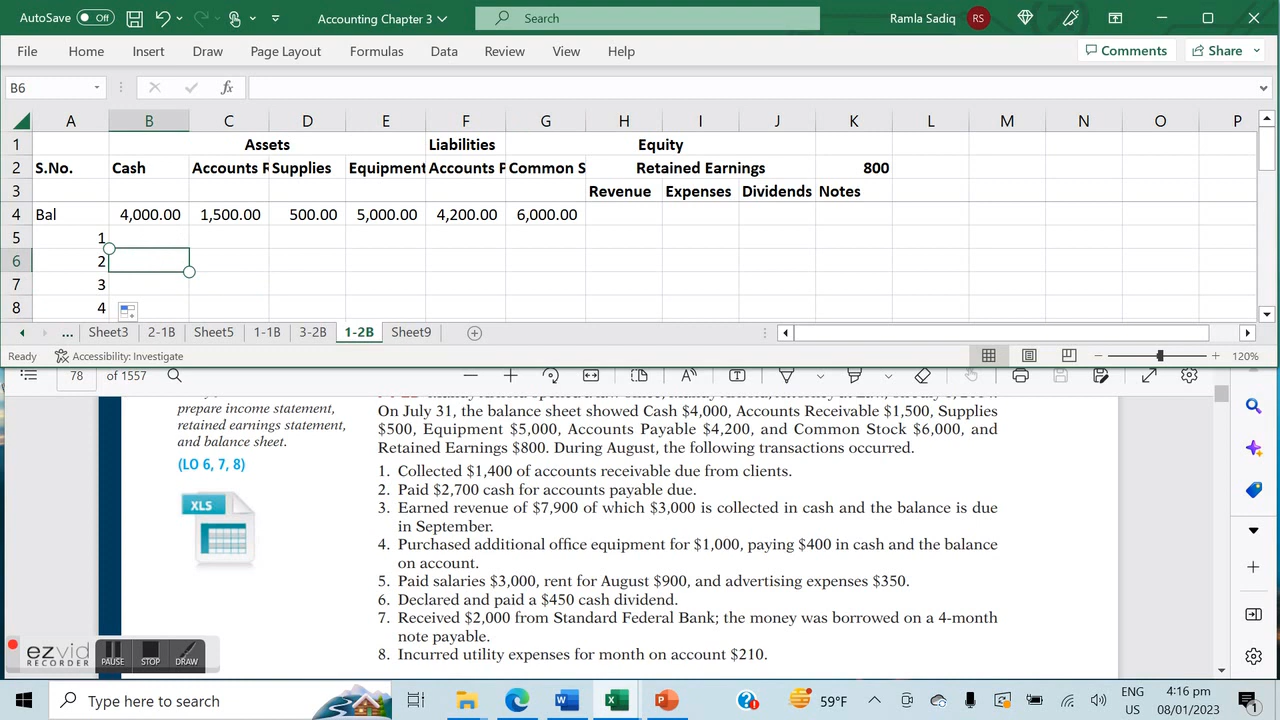 AutoSave Off Accounting Chapter 3 Search Ramla Sadiq RS
File Home Insert Draw Page Layout Formulas Data Review View Help Comments Share
B6 fx
A B C D E F G H I J K L M N O P
1 Assets Liabilities Equity
2 S.No. Cash Accounts R Supplies Equipment Accounts P Common S Retained Earnings 800
3 Revenue Expenses Dividends Notes
4 Bal 4,000.00 1,500.00 500.00 5,000.00 4,200.00 6,000.00
5 1
6 2
7 3
8 4
... Sheet3 2-1B Sheet5 1-1B 3-2B 1-2B Sheet9
Ready Accessibility: Investigate 120%
78 of 1557
prepare income statement,
retained earnings statement,
and balance sheet.
(LO 6, 7, 8)
XLS
On July 31, the balance sheet showed Cash $4,000, Accounts Receivable $1,500, Supplies
$500, Equipment $5,000, Accounts Payable $4,200, and Common Stock $6,000, and
Retained Earnings $800. During August, the following transactions occurred.
1. Collected $1,400 of accounts receivable due from clients.
2. Paid $2,700 cash for accounts payable due.
3. Earned revenue of $7,900 of which $3,000 is collected in cash and the balance is due
in September.
4. Purchased additional office equipment for $1,000, paying $400 in cash and the balance
on account.
5. Paid salaries $3,000, rent for August $900, and advertising expenses $350.
6. Declared and paid a $450 cash dividend.
7. Received $2,000 from Standard Federal Bank; the money was borrowed on a 4-month
note payable.
8. Incurred utility expenses for month on account $210.
ezvid
RECORDER
PAUSE STOP DRAW
Type here to search 59°F ENG
US 4:16 pm
08/01/2023 1